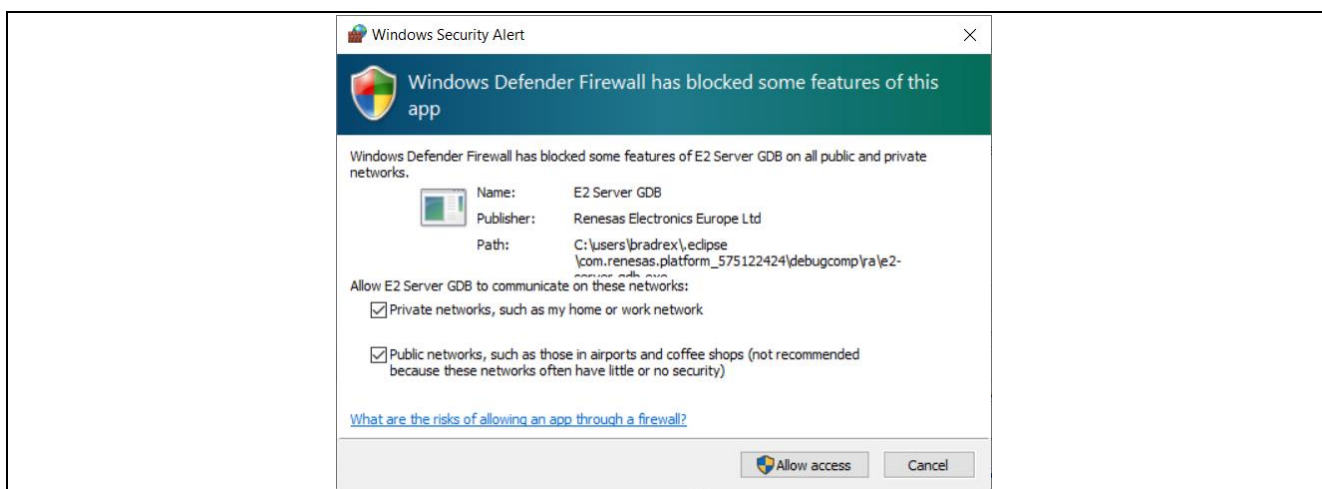 Windows Security Alert
Windows Defender Firewall has blocked some features of this
app
Windows Defender Firewall has blocked some features of E2 Server GDB on all public and private
networks.
Name: E2 Server GDB
Publisher: Renesas Electronics Europe Ltd
Path: C:\users\bradrex\.eclipse
\com.renesas.platform_575122424\debugcomp\ra\e2-
server-gdb.exe
Allow E2 Server GDB to communicate on these networks:
Private networks, such as my home or work network
Public networks, such as those in airports and coffee shops (not recommended
because these networks often have little or no security)
What are the risks of allowing an app through a firewall?
Allow access Cancel